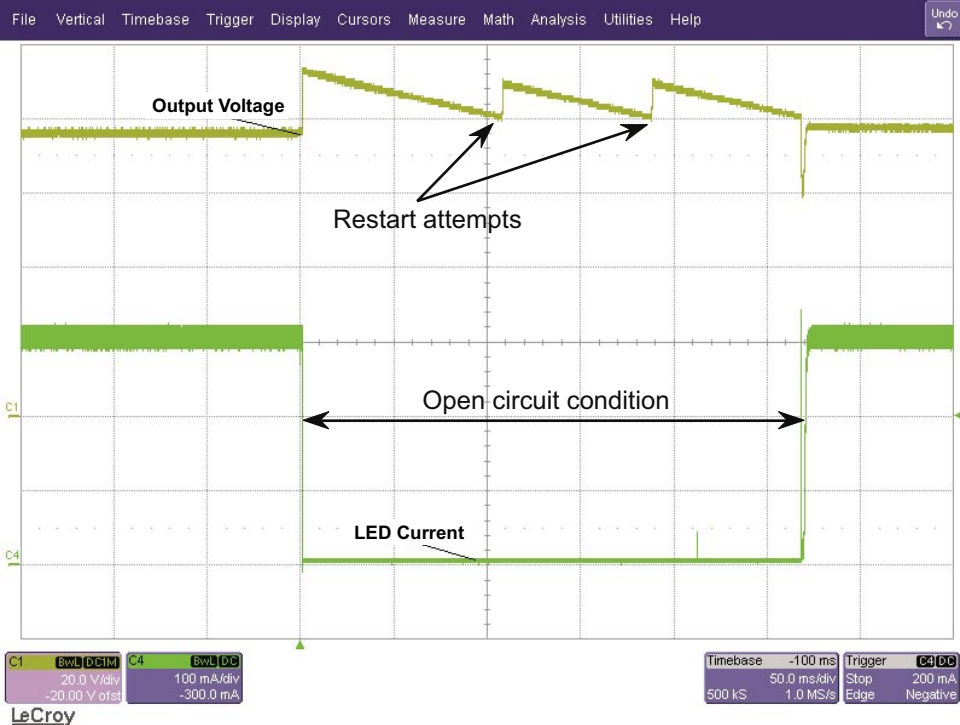 File Vertical Timebase Trigger Display Cursors Measure Math Analysis Utilities Help Undo
Output Voltage
Restart attempts
C1
Open circuit condition
LED Current
C4
C1 BwL DC1M C4 BwL DC Timebase -100 ms Trigger C4 DC
20.0 V/div 100 mA/div 50.0 ms/div Stop 200 mA
-20.00 V ofst -300.0 mA 500 kS 1.0 MS/s Edge Negative
LeCroy